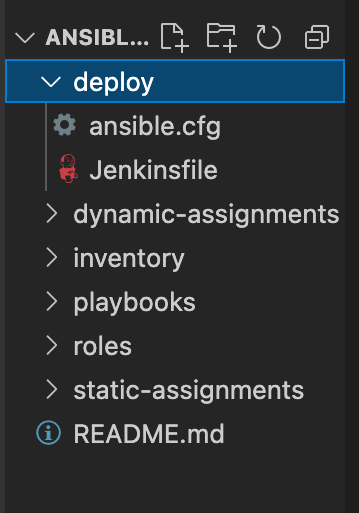 ANSIBL...
deploy
ansible.cfg
Jenkinsfile
dynamic-assignments
inventory
playbooks
roles
static-assignments
README.md